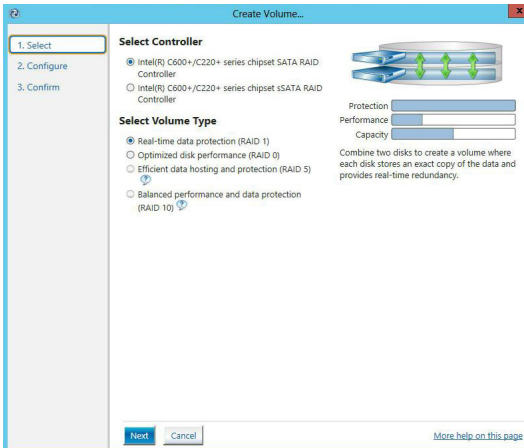 Create Volume...
x
1. Select
2. Configure
3. Confirm
Select Controller
Intel(R) C600+/C220+ series chipset SATA RAID
Controller
Intel(R) C600+/C220+ series chipset sSATA RAID
Controller
Select Volume Type
Real-time data protection (RAID 1)
Optimized disk performance (RAID 0)
Efficient data hosting and protection (RAID 5)
?
Balanced performance and data protection
(RAID 10) ?
Protection
Performance
Capacity
Combine two disks to create a volume where
each disk stores an exact copy of the data and
provides real-time redundancy.
Next
Cancel
More help on this page